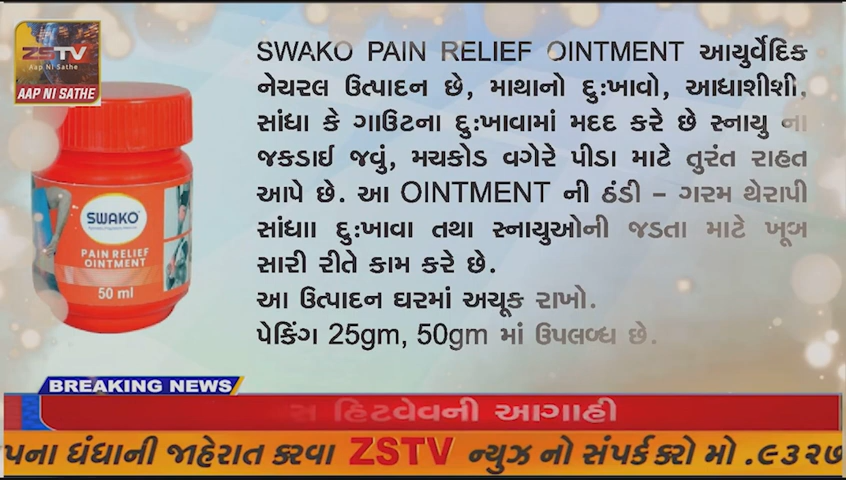 ZSTV
Aap Ni Sathe
AAP NI SATHE
SWAKO PAIN RELIEF OINTMENT આયુર્વેદિક
નેચરલ ઉત્પાદન છે, માથાનો દુઃખાવો, આધાશીશી,
સાંધા કે ગાઉટના દુઃખાવામાં મદદ કરે છે સ્નાયુ ના
જકડાઈ જવું, મચકોડ વગેરે પીડા માટે તુરંત રાહત
આપે છે. આ OINTMENT ની ઠંડી – ગરમ થેરાપી
સાંધાા દુઃખાવા તથા સ્નાયુઓની જડતા માટે ખૂબ
સારી રીતે કામ કરે છે.
આ ઉત્પાદન ઘરમાં અચૂક રાખો.
પેકિંગ 25gm, 50gm માં ઉપલબ્ધ છે.
SWAKO
PAIN RELIEF
OINTMENT
50 ml
BREAKING NEWS
સ હિટવેવની આગાહી
પના ધંધાની જાહેરાત કરવા ZSTV ન્યુઝ નો સંપર્ક કરો મો .૯૩૨૭